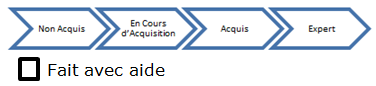 Non Acquis
En Cours
d'Acquisition
Acquis
Expert
Fait avec aide